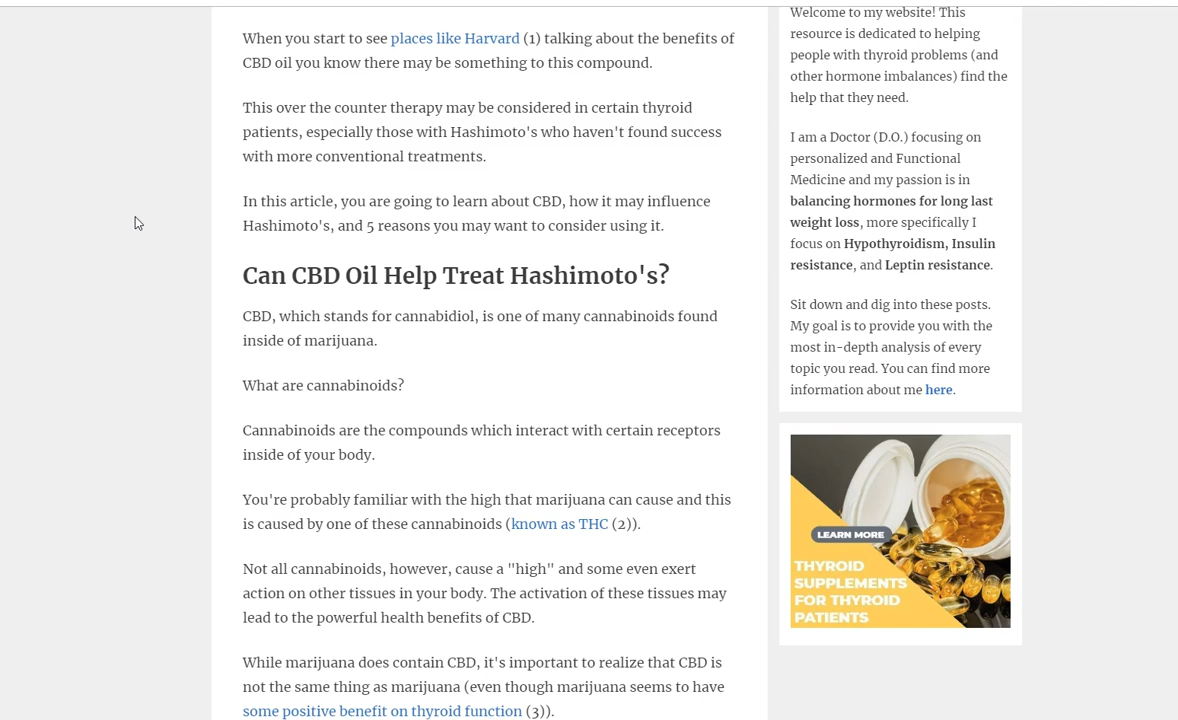 When you start to see places like Harvard (1) talking about the benefits of
CBD oil you know there may be something to this compound.
This over the counter therapy may be considered in certain thyroid
patients, especially those with Hashimoto's who haven't found success
with more conventional treatments.
In this article, you are going to learn about CBD, how it may influence
Hashimoto's, and 5 reasons you may want to consider using it.
Can CBD Oil Help Treat Hashimoto's?
CBD, which stands for cannabidiol, is one of many cannabinoids found
inside of marijuana.
What are cannabinoids?
Cannabinoids are the compounds which interact with certain receptors
inside of your body.
You're probably familiar with the high that marijuana can cause and this
is caused by one of these cannabinoids (known as THC (2)).
Not all cannabinoids, however, cause a "high" and some even exert
action on other tissues in your body. The activation of these tissues may
lead to the powerful health benefits of CBD.
While marijuana does contain CBD, it's important to realize that CBD is
not the same thing as marijuana (even though marijuana seems to have
some positive benefit on thyroid function (3)).
Welcome to my website! This
resource is dedicated to helping
people with thyroid problems (and
other hormone imbalances) find the
help that they need.
I am a Doctor (D.O.) focusing on
personalized and Functional
Medicine and my passion is in
balancing hormones for long last
weight loss, more specifically I
focus on Hypothyroidism, Insulin
resistance, and Leptin resistance.
Sit down and dig into these posts.
My goal is to provide you with the
most in-depth analysis of every
topic you read. You can find more
information about me here.
LEARN MORE
THYROID
SUPPLEMENTS
FOR THYROID
PATIENTS